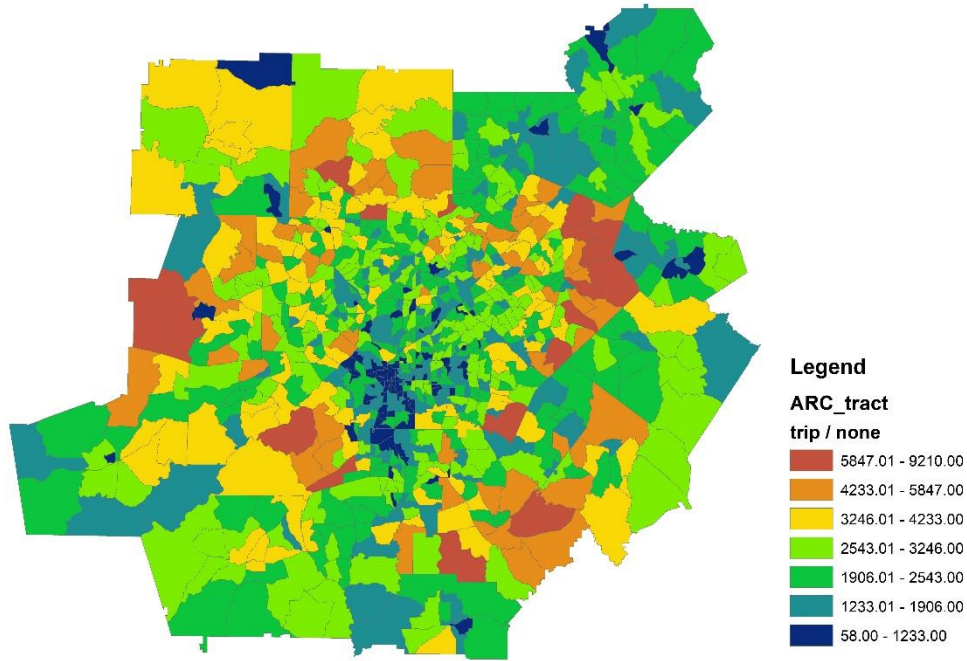 Legend
ARC_tract
trip / none
5847.01 - 9210.00
4233.01 - 5847.00
3246.01 - 4233.00
2543.01 - 3246.00
1906.01 - 2543.00
1233.01 - 1906.00
58.00 - 1233.00